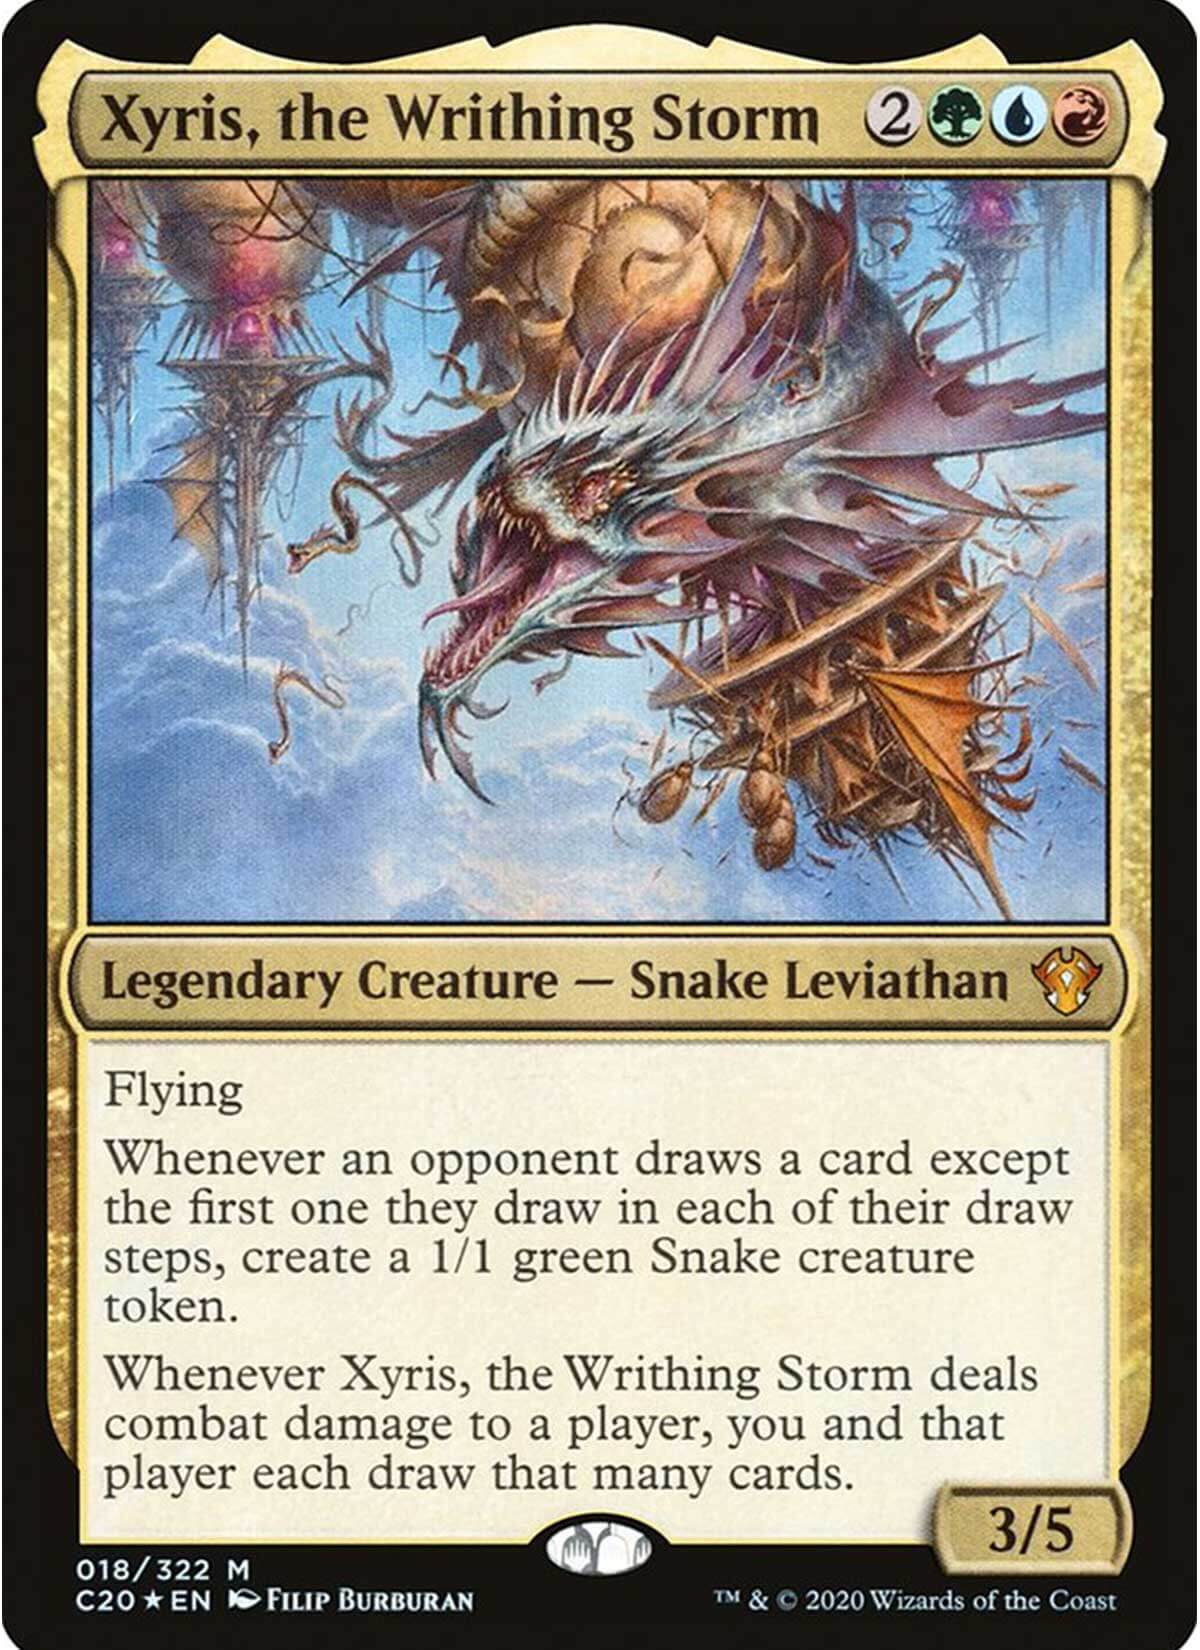 Xyris, the Writhing Storm 2
Legendary Creature — Snake Leviathan
Flying
Whenever an opponent draws a card except
the first one they draw in each of their draw
steps, create a 1/1 green Snake creature
token.
Whenever Xyris, the Writhing Storm deals
combat damage to a player, you and that
player each draw that many cards.
3/5
018/322 M
C20★EN Filip Burburan
™ & © 2020 Wizards of the Coast